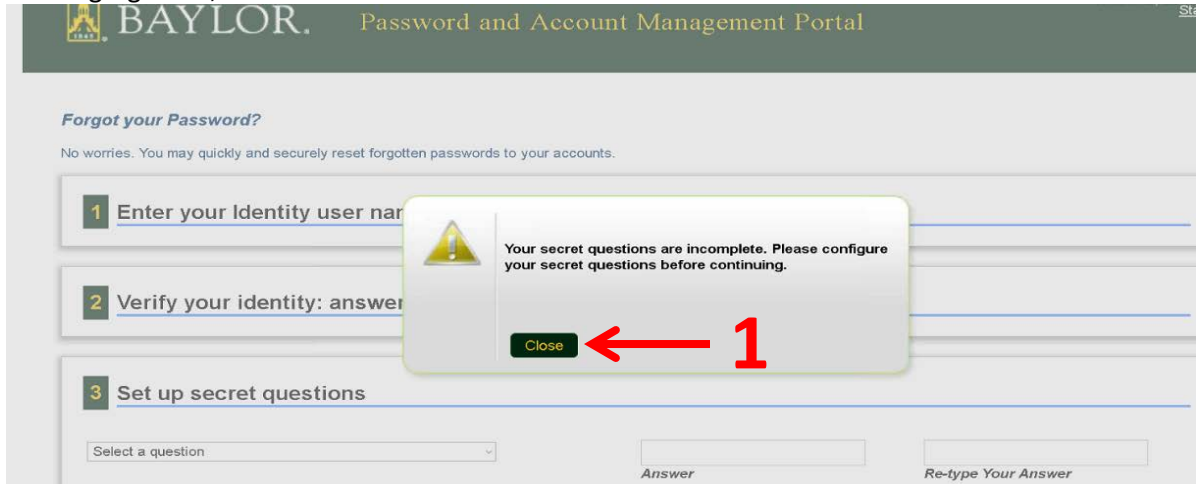 BAYLOR. Password and Account Management Portal
1845
Forgot your Password?
No worries. You may quickly and securely reset forgotten passwords to your accounts.
1 Enter your Identity user
Your secret questions are incomplete. Please configure
your secret questions before continuing.
2 Verify your identity: answer
Close 1
3 Set up secret questions
Select a question
Answer Re-type Your Answer